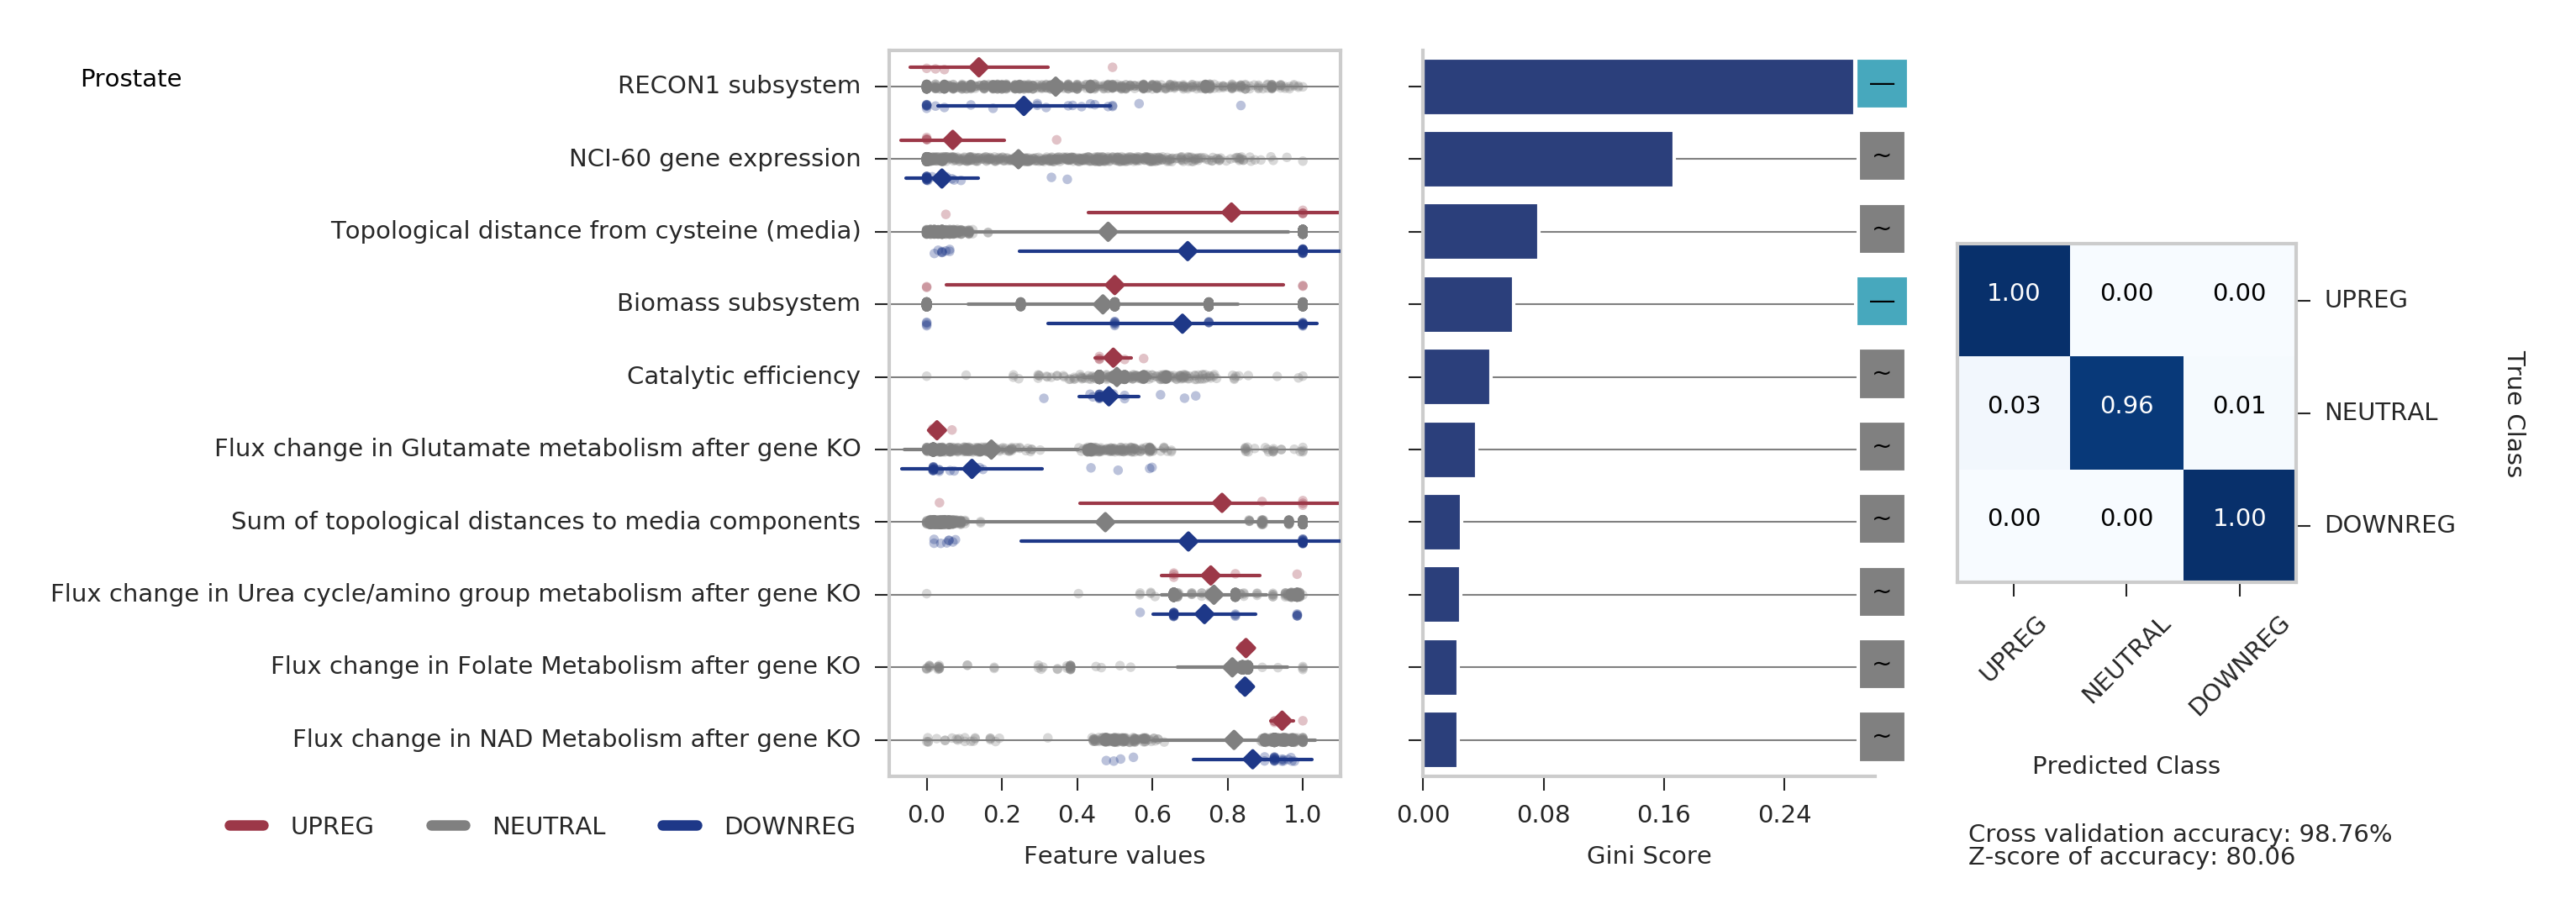 Prostate
RECON1 subsystem
NCI-60 gene expression
Topological distance from cysteine (media)
Biomass subsystem
Catalytic efficiency
Flux change in Glutamate metabolism after gene KO
Sum of topological distances to media components
Flux change in Urea cycle/amino group metabolism after gene KO
Flux change in Folate Metabolism after gene KO
Flux change in NAD Metabolism after gene KO
0.0 0.2 0.4 0.6 0.8 1.0
Feature values
UPREG NEUTRAL DOWNREG
—
~
~
—
~
~
~
~
~
~
0.00 0.08 0.16 0.24
Gini Score
1.00 0.00 0.00 UPREG
0.03 0.96 0.01 NEUTRAL
0.00 0.00 1.00 DOWNREG
True Class
UPREG NEUTRAL DOWNREG
Predicted Class
Cross validation accuracy: 98.76%
Z-score of accuracy: 80.06